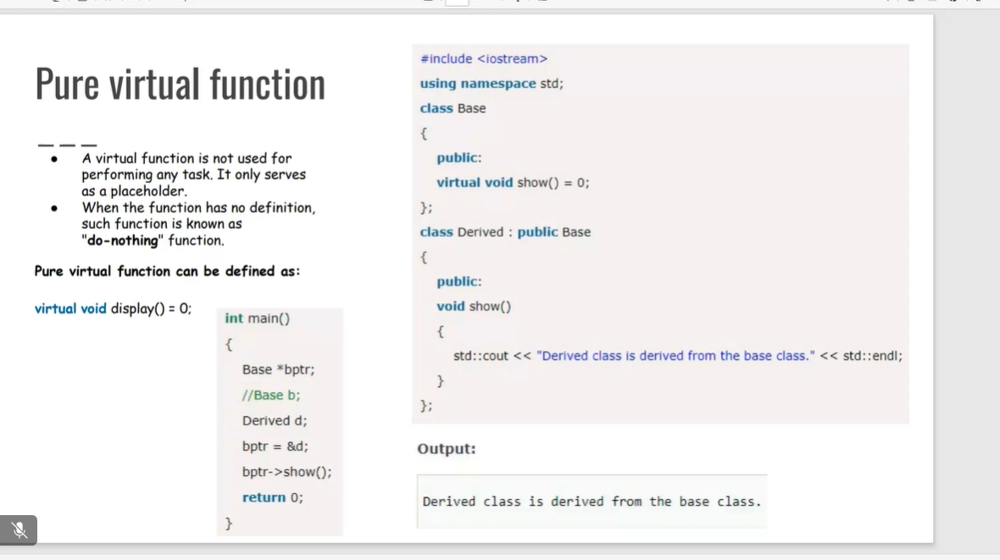 Pure virtual function
● A virtual function is not used for
performing any task. It only serves
as a placeholder.
● When the function has no definition,
such function is known as
"do-nothing" function.
Pure virtual function can be defined as:
virtual void display() = 0;
int main()
{
Base *bptr;
//Base b;
Derived d;
bptr = &d;
bptr->show();
return 0;
}
#include <iostream>
using namespace std;
class Base
{
public:
virtual void show() = 0;
};
class Derived : public Base
{
public:
void show()
{
std::cout << "Derived class is derived from the base class." << std::endl;
}
};
Output:
Derived class is derived from the base class.